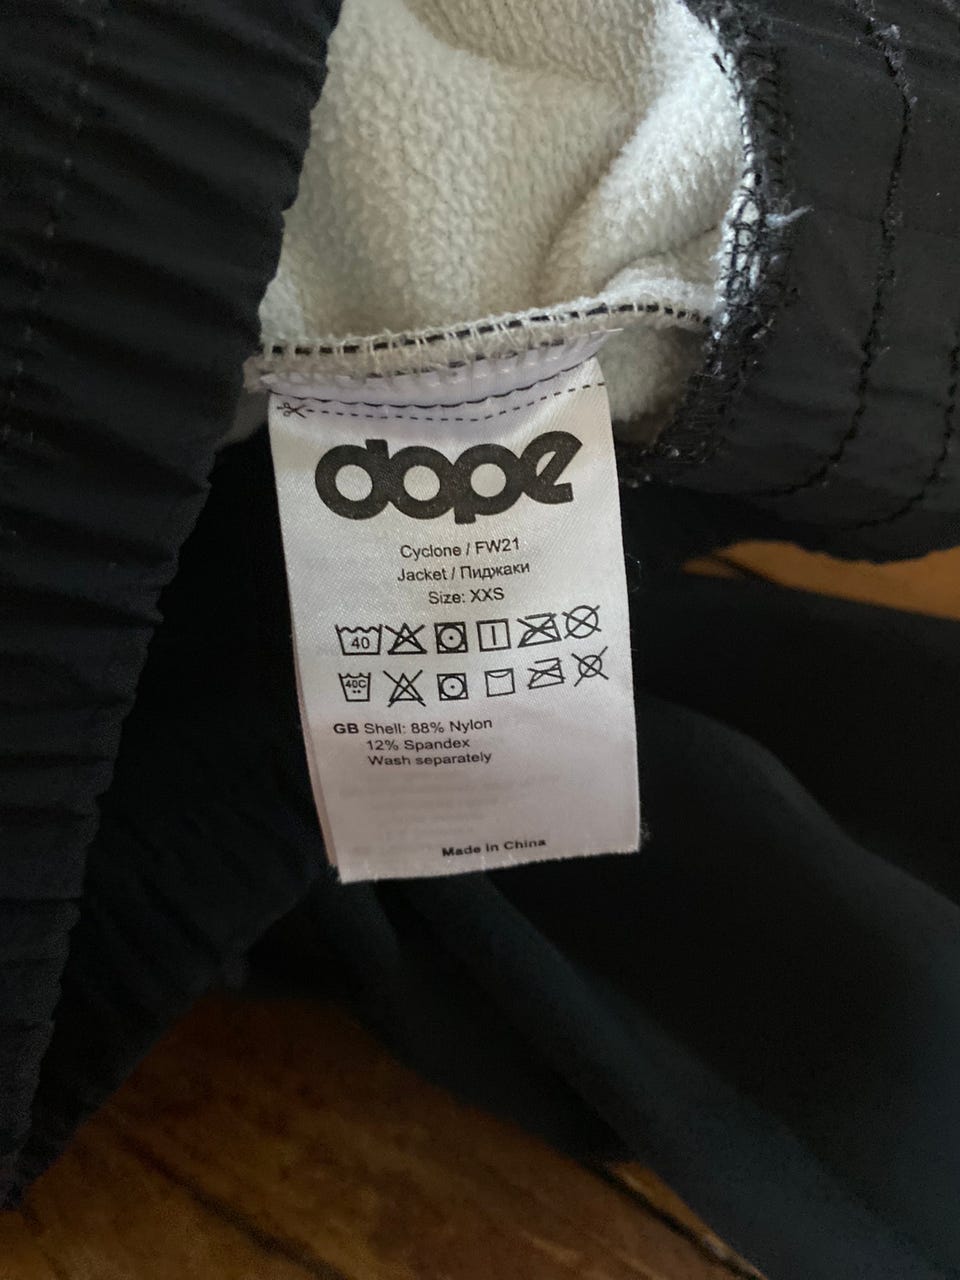 dope
Cyclone / FW21
Jacket / Пиджаки
Size: XXS
40
40C
GB Shell: 88% Nylon
12% Spandex
Wash separately
Made in China